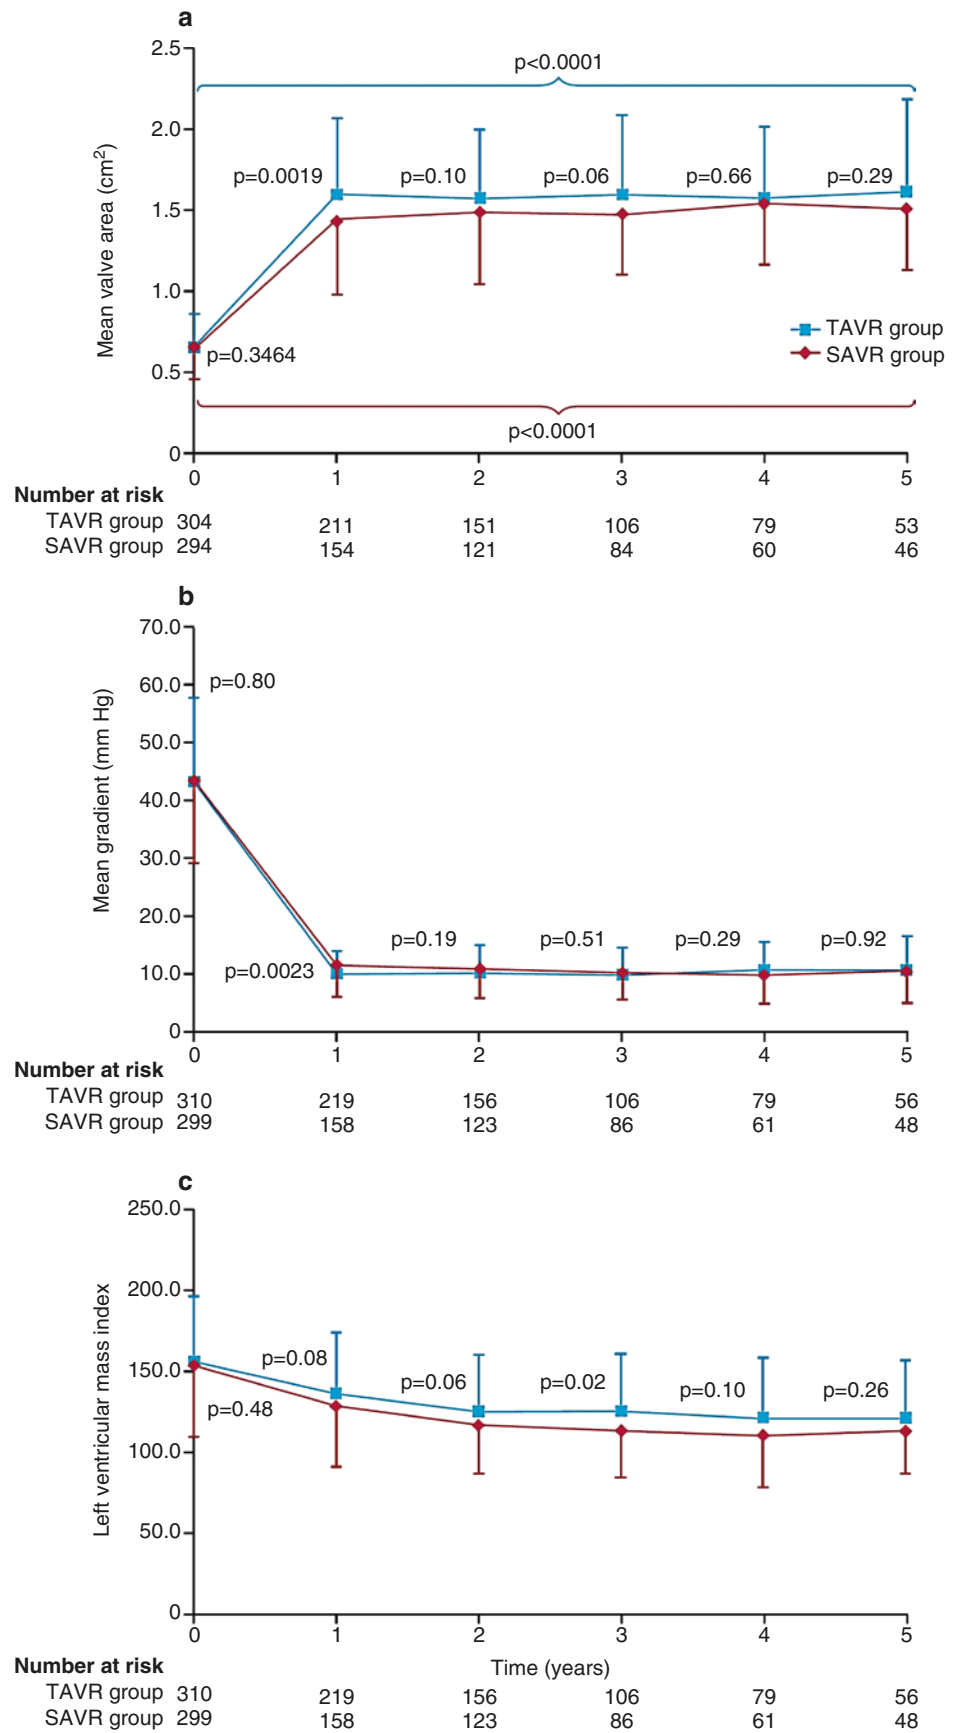 a
2.5
p<0.0001
2.0
p=0.0019 p=0.10 p=0.06 p=0.66 p=0.29
1.5
Mean valve area (cm²)
1.0
TAVR group
SAVR group
p=0.3464
0.5
p<0.0001
0
0 1 2 3 4 5
Number at risk
TAVR group 304 211 151 106 79 53
SAVR group 294 154 121 84 60 46
b
70.0
p=0.80
60.0
50.0
Mean gradient (mm Hg)
40.0
30.0
20.0
p=0.19 p=0.51 p=0.29 p=0.92
p=0.0023
10.0
0
0 1 2 3 4 5
Number at risk
TAVR group 310 219 156 106 79 56
SAVR group 299 158 123 86 61 48
c
250.0
200.0
Left ventricular mass index
150.0
p=0.08 p=0.06 p=0.02 p=0.10 p=0.26
p=0.48
100.0
50.0
0
0 1 2 3 4 5
Time (years)
Number at risk
TAVR group 310 219 156 106 79 56
SAVR group 299 158 123 86 61 48